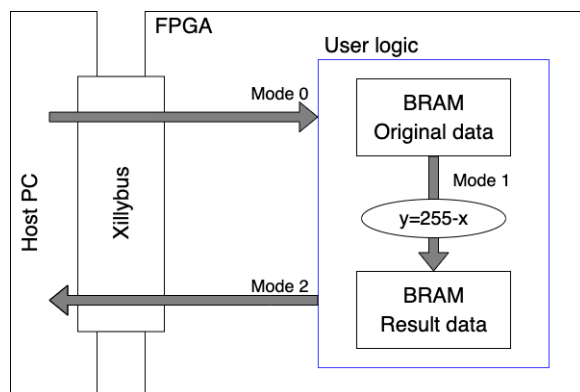 FPGA
User logic
Mode 0
BRAM
Original data
Mode 1
y=255-x
Host PC
Xillybus
Mode 2
BRAM
Result data